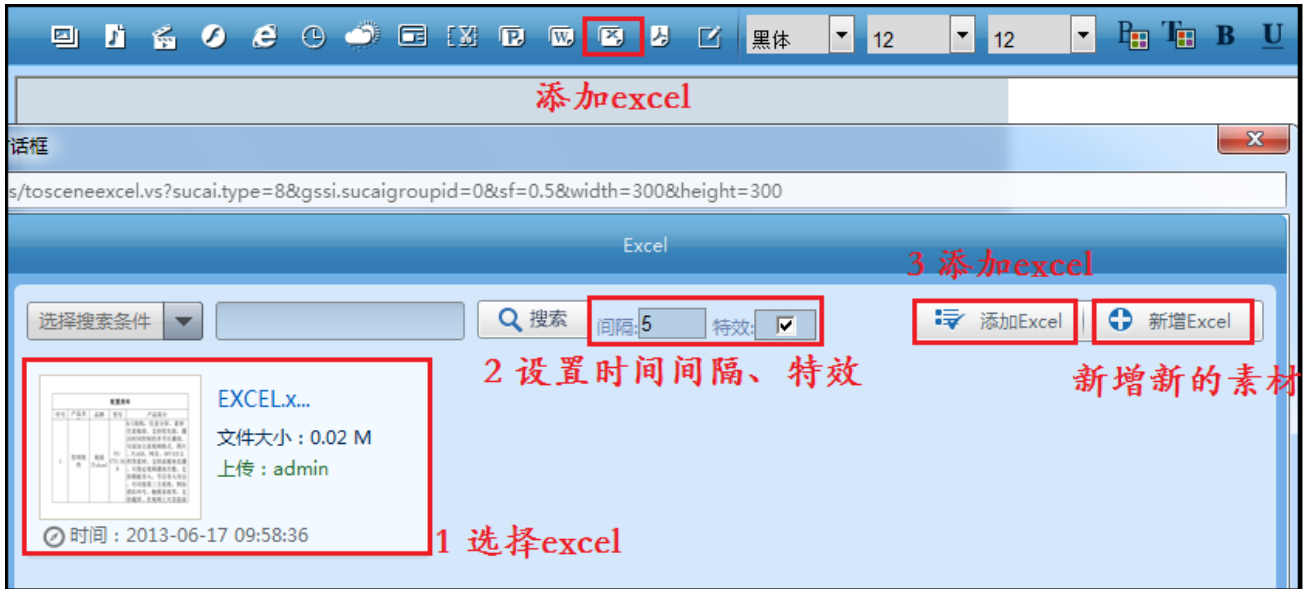 黑体 12 12 B U
添加excel
话框
s/tosceneexcel.vs?sucai.type=8&gssi.sucaigroupid=0&sf=0.5&width=300&height=300
Excel
3 添加excel
选择搜索条件 搜索 间隔:5 特效: 添加Excel 新增Excel
2 设置时间间隔、特效
新增新的素材
EXCEL.x...
文件大小：0.02 M
上传：admin
时间：2013-06-17 09:58:36
1 选择excel